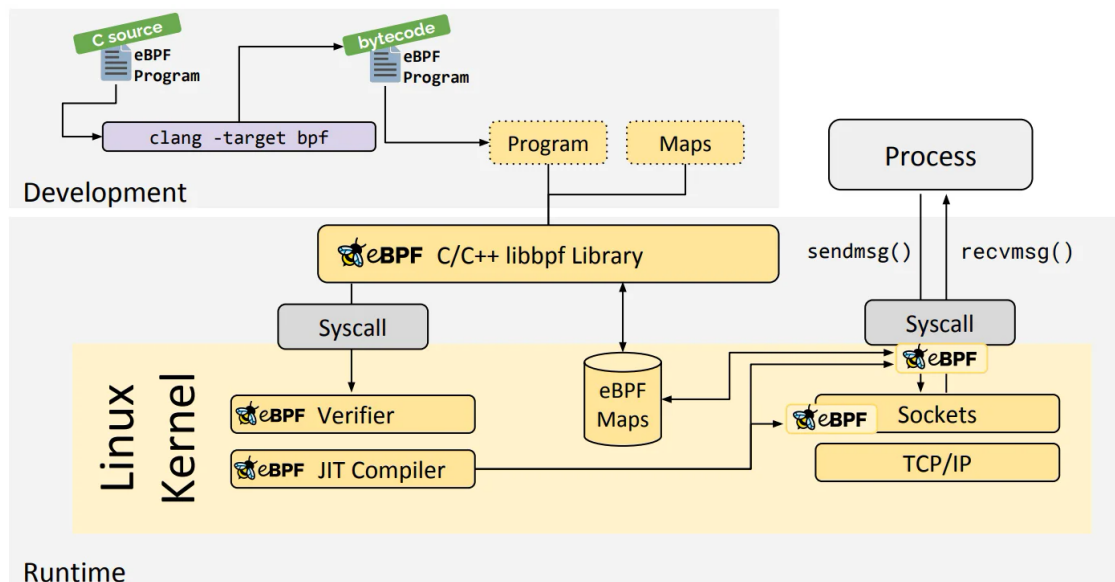 C source
eBPF
Program
bytecode
eBPF
Program
clang -target bpf
Program
Maps
Development
Process
sendmsg()
recvmsg()
eBPF C/C++ libbpf Library
Syscall
Syscall
eBPF
Linux
Kernel
eBPF
Maps
eBPF Verifier
eBPF Sockets
eBPF JIT Compiler
TCP/IP
Runtime